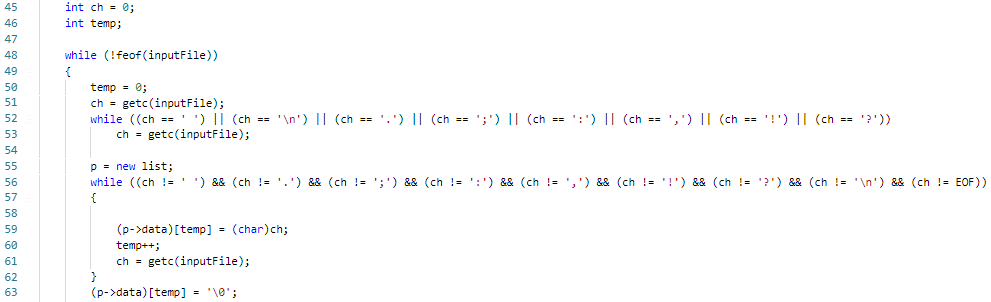 45 int ch = 0;
46 int temp;
47
48 while (!feof(inputFile))
49 {
50 temp = 0;
51 ch = getc(inputFile);
52 while ((ch == ' ') || (ch == '\n') || (ch == '.') || (ch == ';') || (ch == ':') || (ch == ',') || (ch == '!') || (ch == '?'))
53 ch = getc(inputFile);
54
55 p = new list;
56 while ((ch != ' ') && (ch != '.') && (ch != ';') && (ch != ':') && (ch != ',') && (ch != '!') && (ch != '?') && (ch != '\n') && (ch != EOF))
57 {
58
59 (p->data)[temp] = (char)ch;
60 temp++;
61 ch = getc(inputFile);
62 }
63 (p->data)[temp] = '\0';